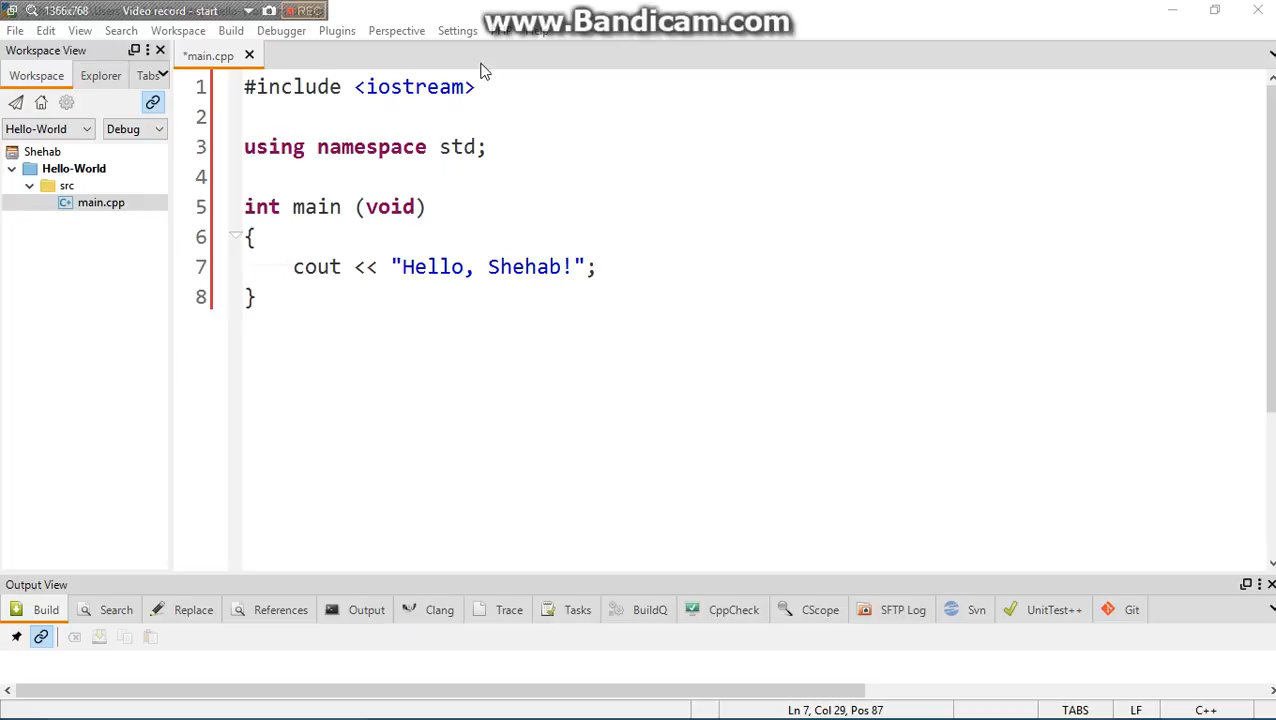 1366x768 Video record - start REC
www.Bandicam.com
File Edit View Search Build Workspace Debugger Plugins Perspective Settings
Workspace View
*main.cpp
Workspace Explorer Tabs
Hello-World Debug
Shehab
Hello-World
src
main.cpp
1 #include <iostream>
2
3 using namespace std;
4
5 int main (void)
6 {
7 cout << "Hello, Shehab!";
8 }
Output View
Build Search Replace References Output Clang Trace Tasks BuildQ CppCheck CScope SFTP Log Svn UnitTest++ Git
Ln 7, Col 29, Pos 87 TABS LF C++